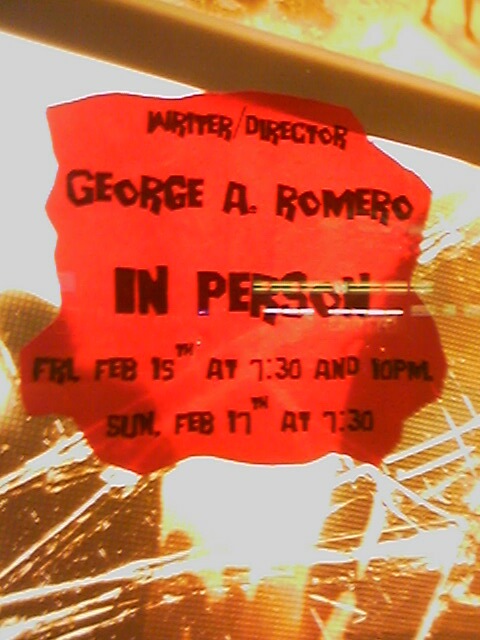 WRITER/DIRECTOR
GEORGE A. ROMERO
IN PERSON
FRI, FEB 15TH AT 7:30 AND 10PM.
SUN, FEB 17TH AT 7:30